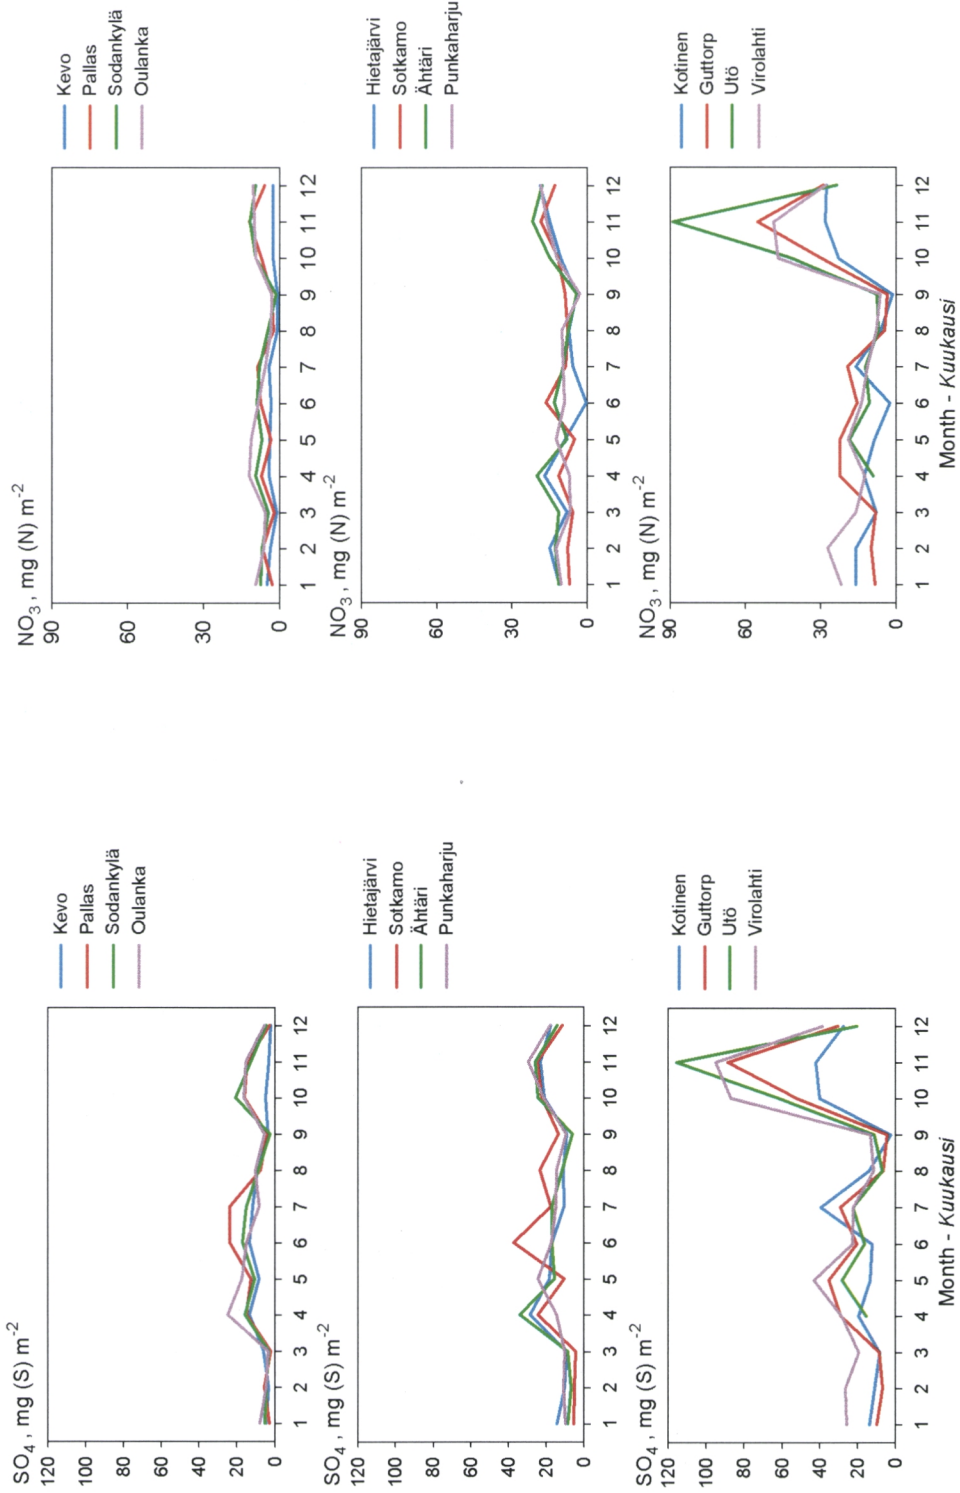 SO4 , mg (S) m-2
120
100
80
60
40
20
0
1 2 3 4 5 6 7 8 9 10 11 12
Kevo
Pallas
Sodankylä
Oulanka
SO4 , mg (S) m-2
120
100
80
60
40
20
0
1 2 3 4 5 6 7 8 9 10 11 12
Hietajärvi
Sotkamo
Ähtäri
Punkaharju
SO4 , mg (S) m-2
120
100
80
60
40
20
0
1 2 3 4 5 6 7 8 9 10 11 12
Month - Kuukausi
Kotinen
Guttorp
Utö
Virolahti
NO3 , mg (N) m-2
90
60
30
0
1 2 3 4 5 6 7 8 9 10 11 12
Kevo
Pallas
Sodankylä
Oulanka
NO3 , mg (N) m-2
90
60
30
0
1 2 3 4 5 6 7 8 9 10 11 12
Hietajärvi
Sotkamo
Ähtäri
Punkaharju
NO3 , mg (N) m-2
90
60
30
0
1 2 3 4 5 6 7 8 9 10 11 12
Month - Kuukausi
Kotinen
Guttorp
Utö
Virolahti